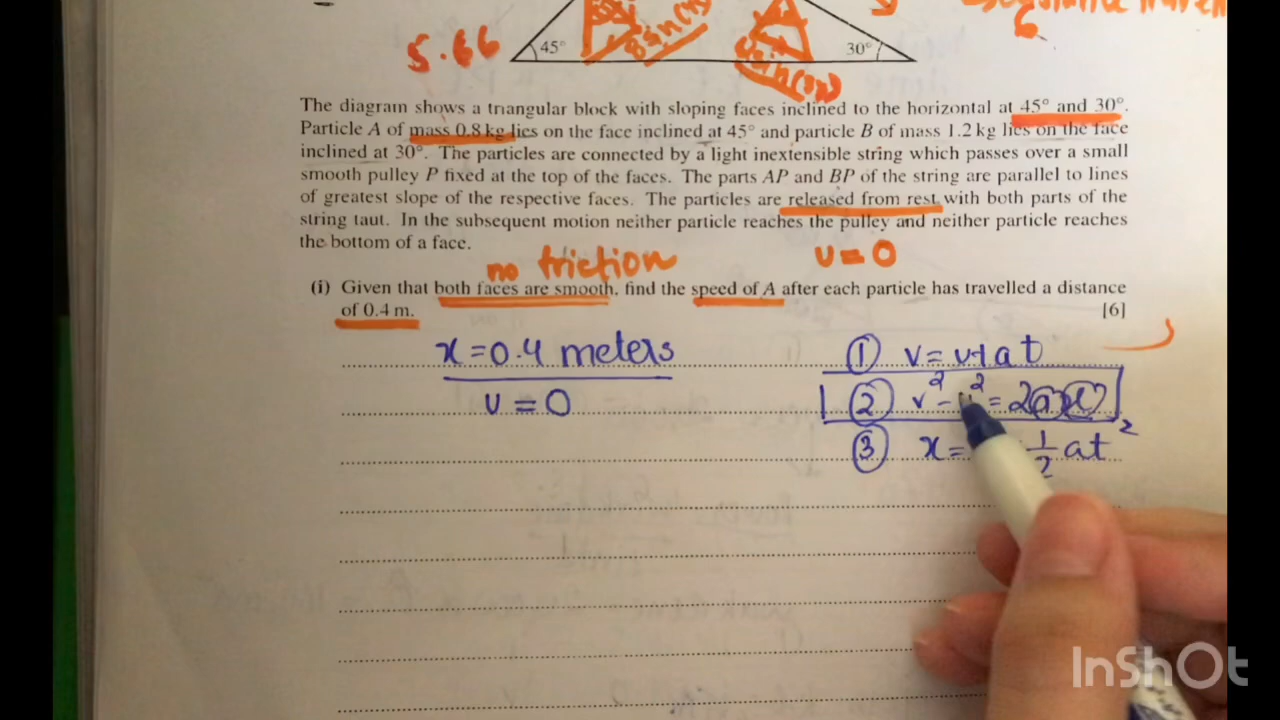 5.66
45°
8sin(45)
30°
The diagram shows a triangular block with sloping faces inclined to the horizontal at 45° and 30°.
Particle A of mass 0.8 kg lies on the face inclined at 45° and particle B of mass 1.2 kg lies on the face
inclined at 30°. The particles are connected by a light inextensible string which passes over a small
smooth pulley P fixed at the top of the faces. The parts AP and BP of the string are parallel to lines
of greatest slope of the respective faces. The particles are released from rest with both parts of the
string taut. In the subsequent motion neither particle reaches the pulley and neither particle reaches
the bottom of a face.
no friction
u = 0
(i) Given that both faces are smooth, find the speed of A after each particle has travelled a distance
of 0.4 m.
[6]
x = 0.4 meters
u = 0
① v = u + at
② v² - u² = 2ax
③ x = 1/2 at²
InShOt